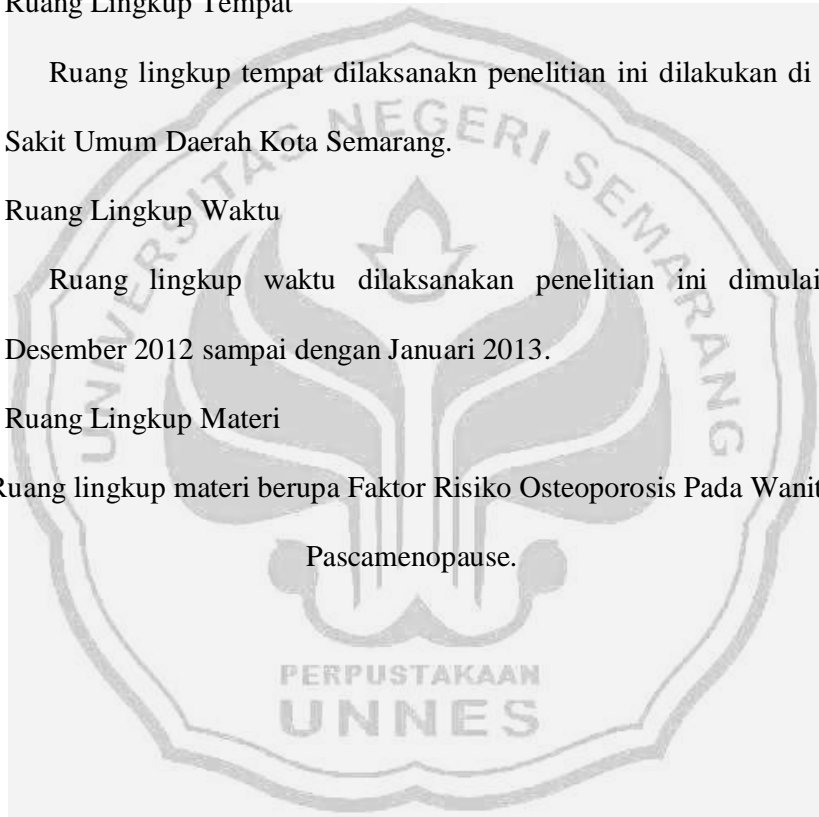 Ruang Lingkup Tempat
Ruang lingkup tempat dilaksanakn penelitian ini dilakukan di
Sakit Umum Daerah Kota Semarang.
Ruang Lingkup Waktu
Ruang lingkup waktu dilaksanakan penelitian ini dimulai
Desember 2012 sampai dengan Januari 2013.
Ruang Lingkup Materi
Ruang lingkup materi berupa Faktor Risiko Osteoporosis Pada Wanit
Pascamenopause.
UNIVERSITAS NEGERI SEMARANG
PERPUSTAKAAN
UNNES